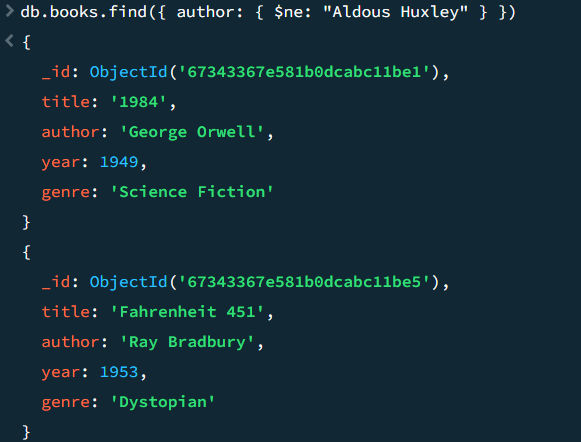 > db.books.find({ author: { $ne: "Aldous Huxley" } })
< {
_id: ObjectId('67343367e581b0dcabc11be1'),
title: '1984',
author: 'George Orwell',
year: 1949,
genre: 'Science Fiction'
}
{
_id: ObjectId('67343367e581b0dcabc11be5'),
title: 'Fahrenheit 451',
author: 'Ray Bradbury',
year: 1953,
genre: 'Dystopian'
}